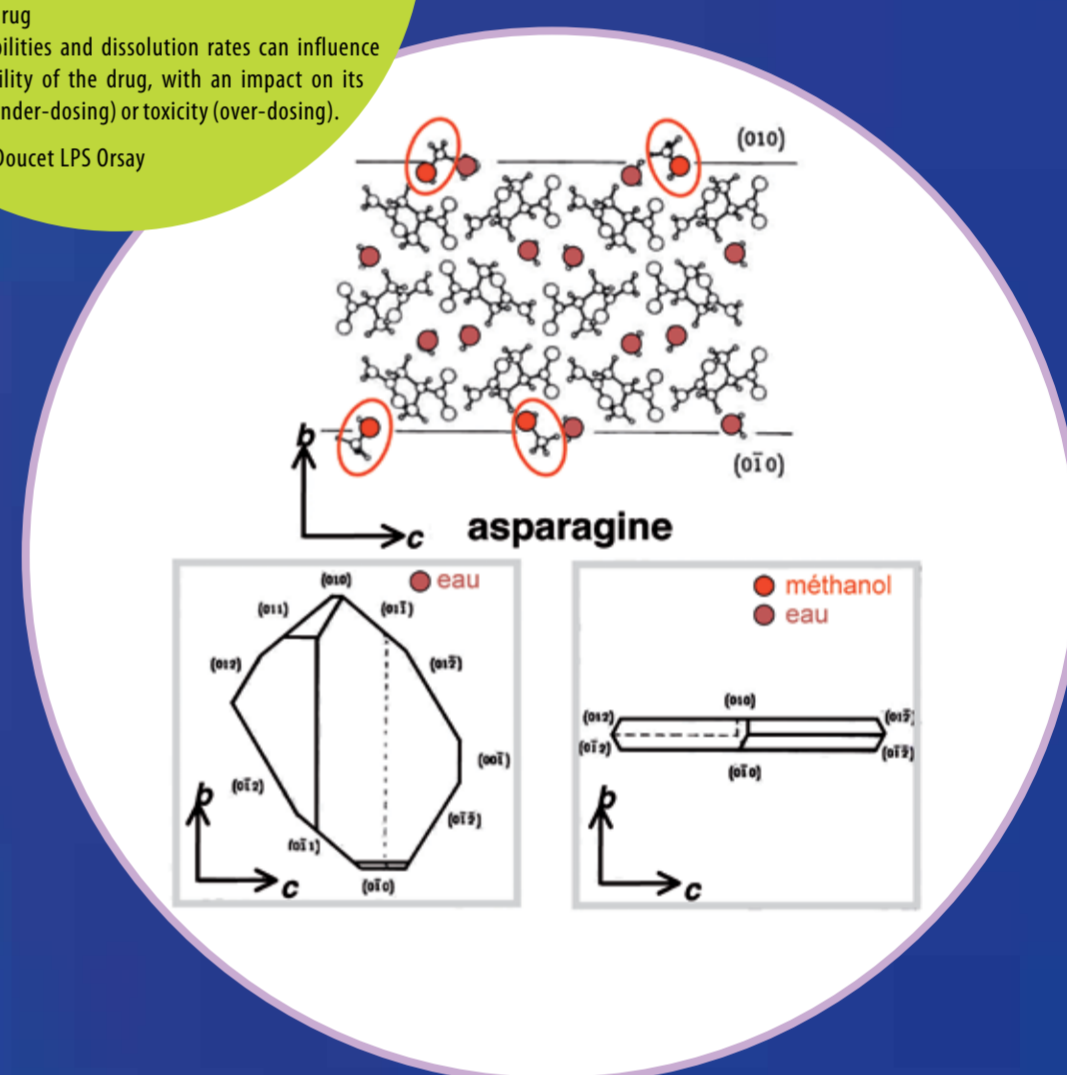 rug
bilities and dissolution rates can influence
ility of the drug, with an impact on its
nder-dosing) or toxicity (over-dosing).
Doucet LPS Orsay
(010)
b
(01̄0)
c
asparagine
(010)
eau
(011)
(011̄)
(012)
(012̄)
(001̄)
(01̄2)
(01̄2̄)
(01̄1)
(01̄0)
b
c
méthanol
eau
(010)
(012)
(012̄)
(01̄2)
(01̄2̄)
(01̄0)
b
c